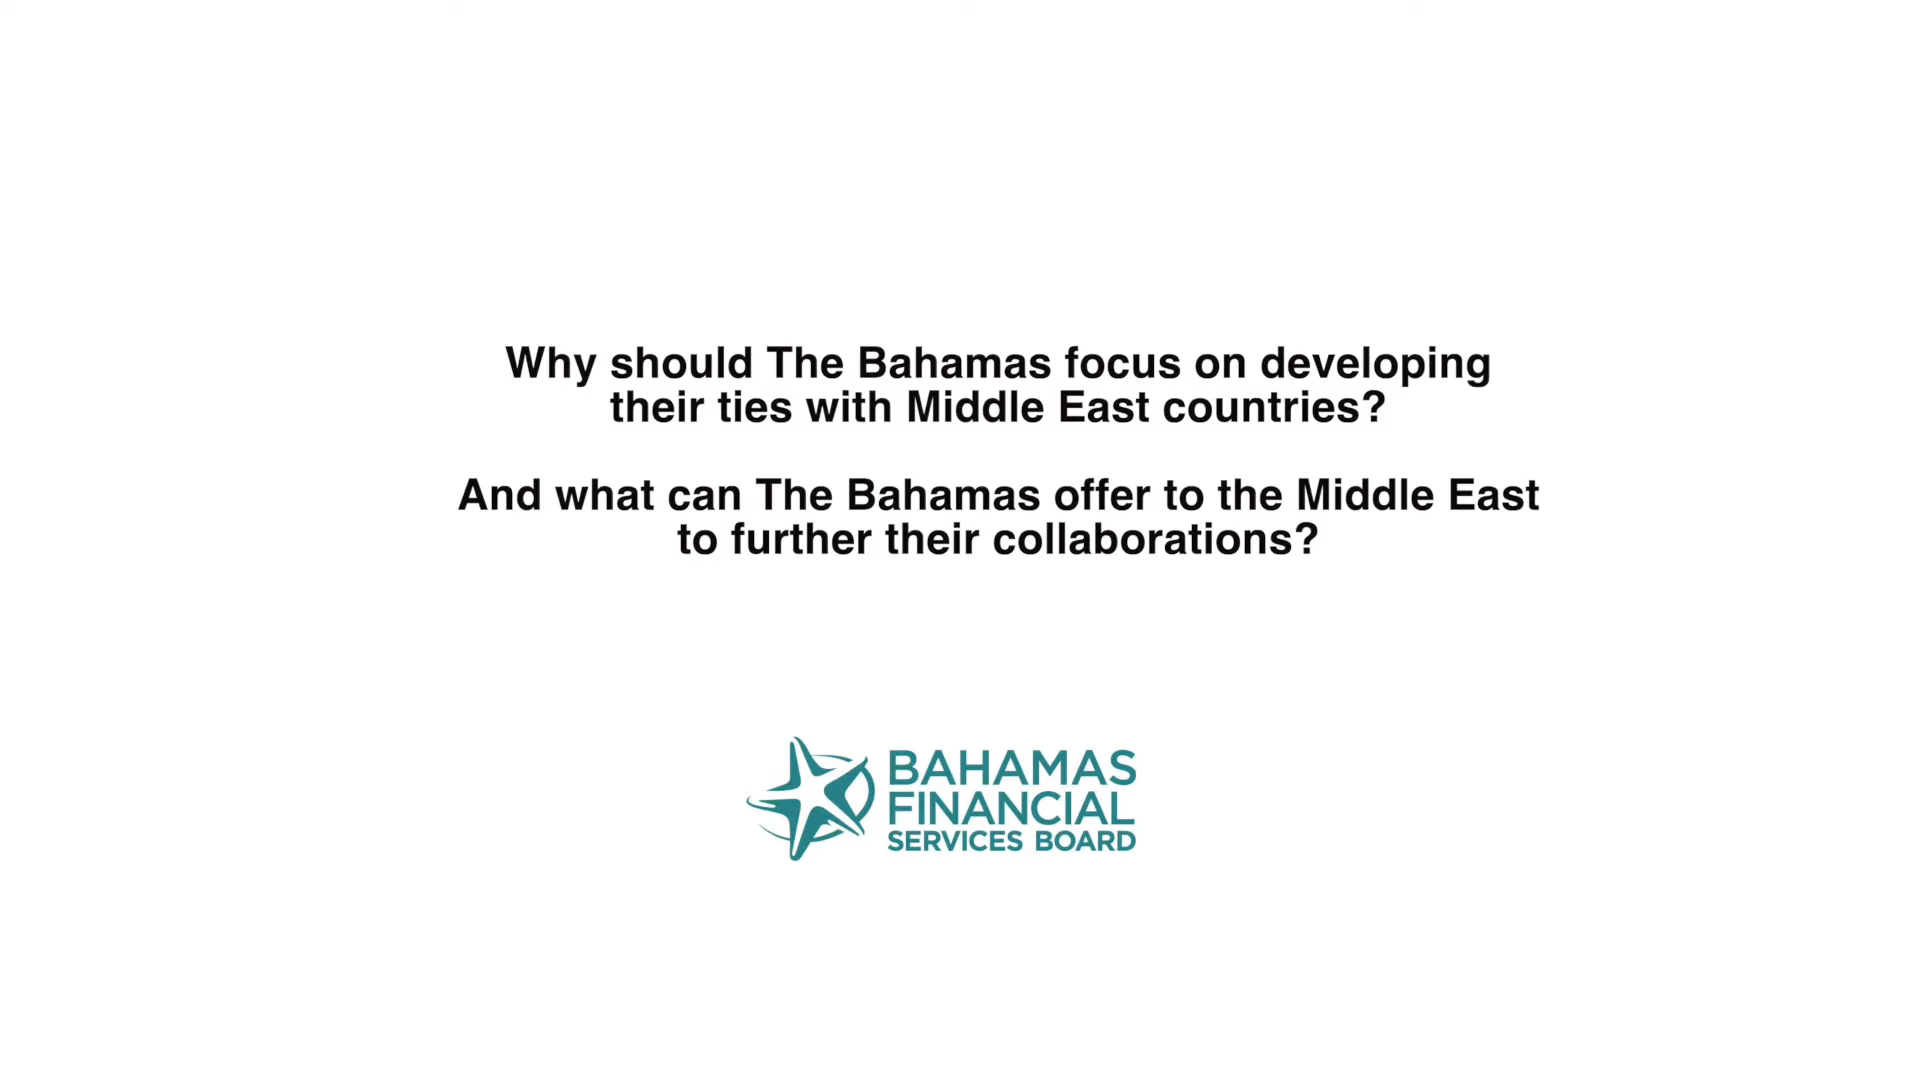 Why should The Bahamas focus on developing
their ties with Middle East countries?
And what can The Bahamas offer to the Middle East
to further their collaborations?
BAHAMAS
FINANCIAL
SERVICES BOARD